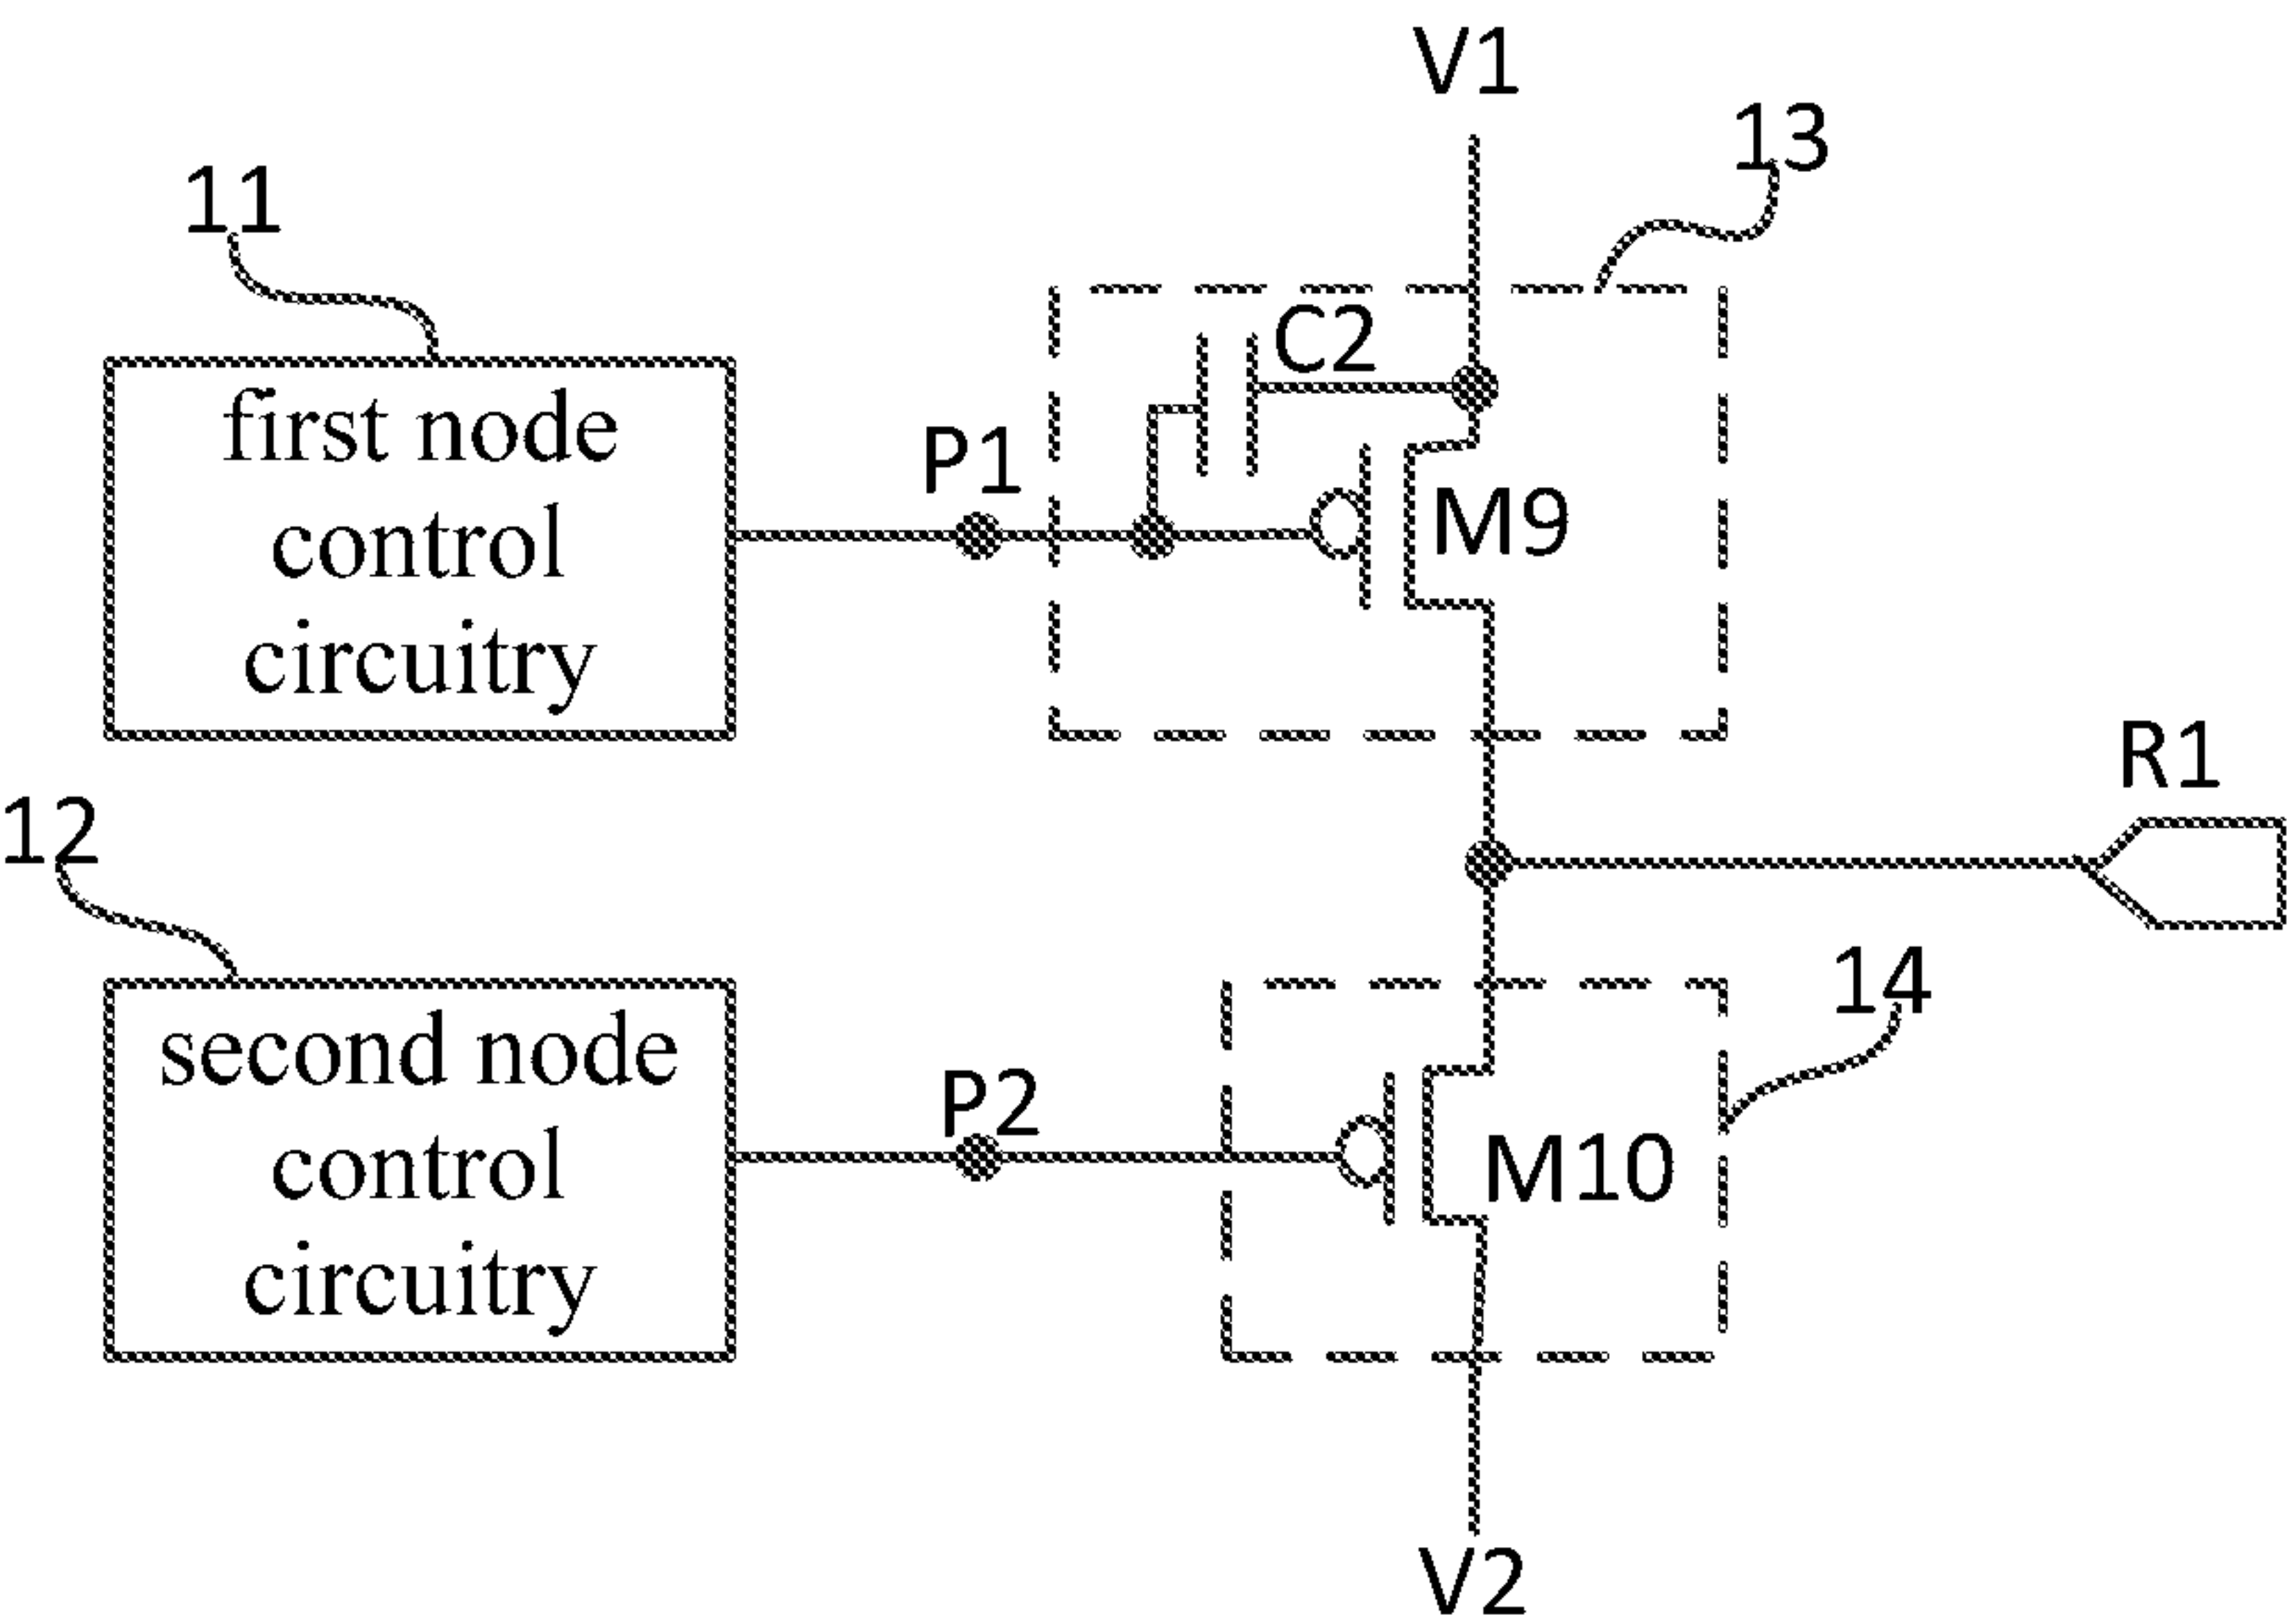 V1
13
11
C2
first node
control
circuitry
P1
M9
R1
12
14
second node
control
circuitry
P2
M10
V2